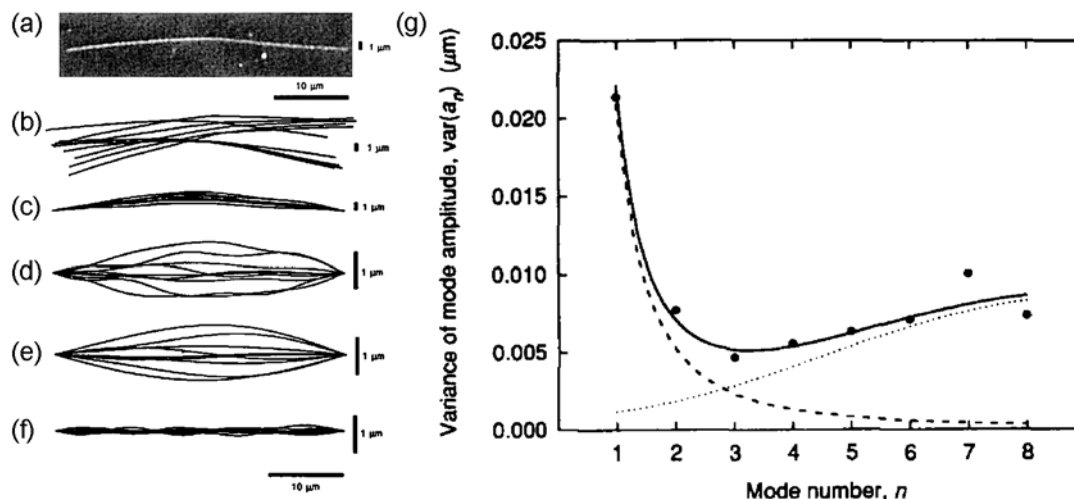 (a)
1 μm
10 μm
(b)
1 μm
(c)
1 μm
(d)
1 μm
(e)
1 μm
(f)
1 μm
10 μm
(g)
Variance of mode amplitude, var(aₙ) (μm)
0.025
0.020
0.015
0.010
0.005
0.000
1 2 3 4 5 6 7 8
Mode number, n